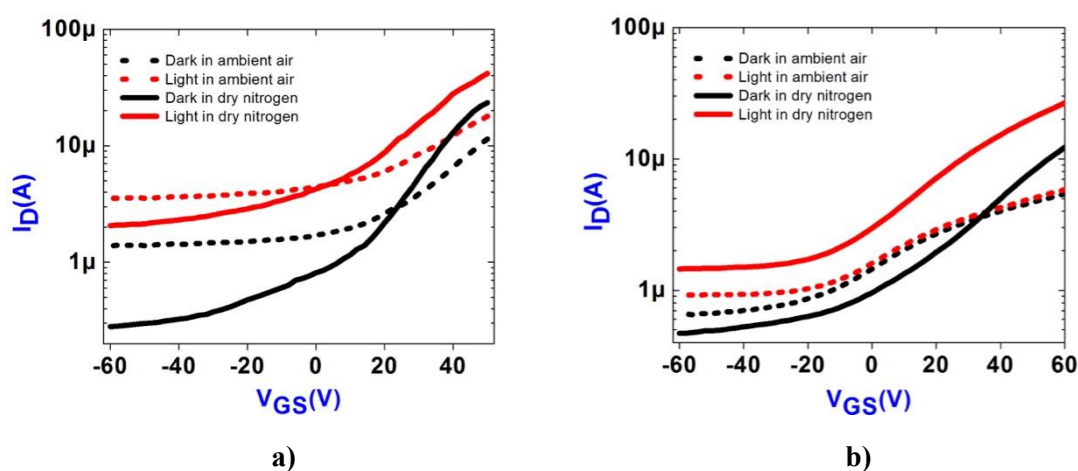 100µ
10µ
1µ
I_D(A)
Dark in ambient air
Light in ambient air
Dark in dry nitrogen
Light in dry nitrogen
-60 -40 -20 0 20 40
V_GS(V)
a)
100µ
10µ
1µ
I_D(A)
Dark in ambient air
Light in ambient air
Dark in dry nitrogen
Light in dry nitrogen
-60 -40 -20 0 20 40 60
V_GS(V)
b)